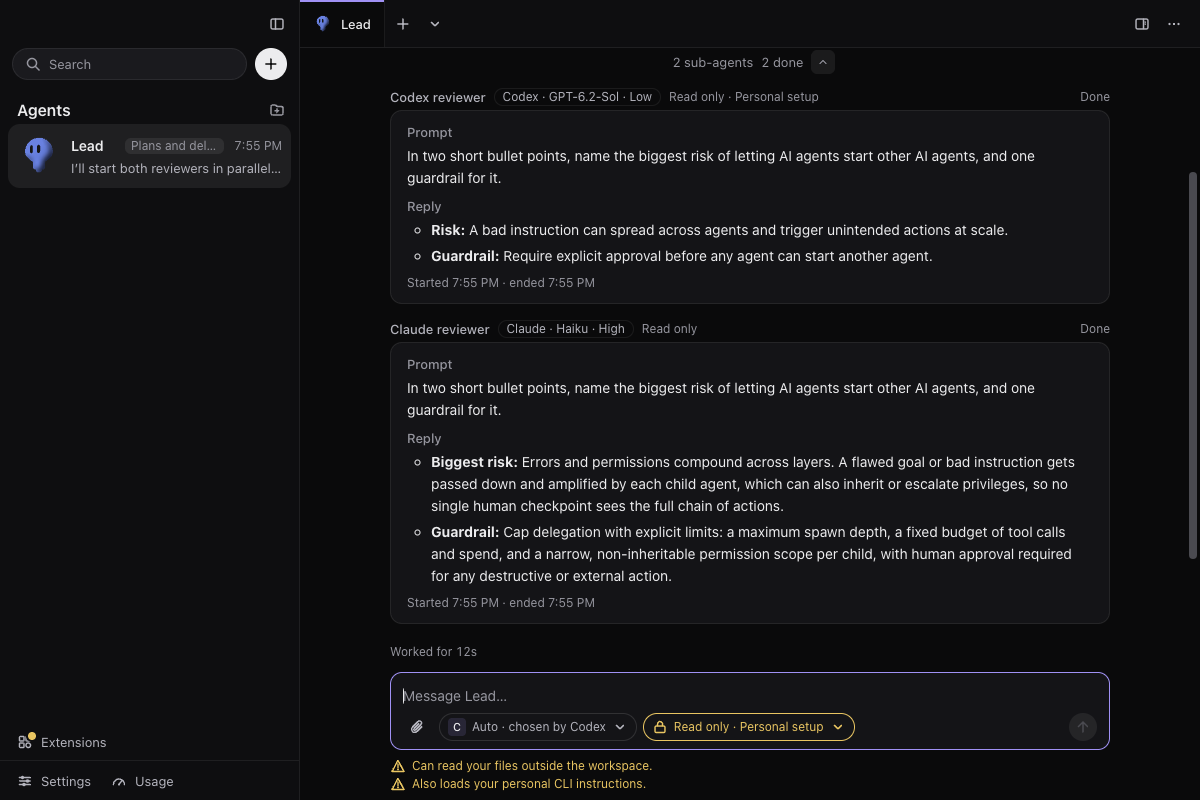 Lead
Search
2 sub-agents 2 done
Codex reviewer Codex · GPT-6.2-Sol · Low Read only · Personal setup Done
Agents
Lead Plans and del... 7:55 PM
I’ll start both reviewers in parallel...
Prompt
In two short bullet points, name the biggest risk of letting AI agents start other AI agents, and one
guardrail for it.
Reply
Risk: A bad instruction can spread across agents and trigger unintended actions at scale.
Guardrail: Require explicit approval before any agent can start another agent.
Started 7:55 PM · ended 7:55 PM
Claude reviewer Claude · Haiku · High Read only Done
Prompt
In two short bullet points, name the biggest risk of letting AI agents start other AI agents, and one
guardrail for it.
Reply
Biggest risk: Errors and permissions compound across layers. A flawed goal or bad instruction gets
passed down and amplified by each child agent, which can also inherit or escalate privileges, so no
single human checkpoint sees the full chain of actions.
Guardrail: Cap delegation with explicit limits: a maximum spawn depth, a fixed budget of tool calls
and spend, and a narrow, non-inheritable permission scope per child, with human approval required
for any destructive or external action.
Started 7:55 PM · ended 7:55 PM
Worked for 12s
Message Lead...
C Auto · chosen by Codex Read only · Personal setup
Can read your files outside the workspace.
Also loads your personal CLI instructions.
Extensions
Settings Usage